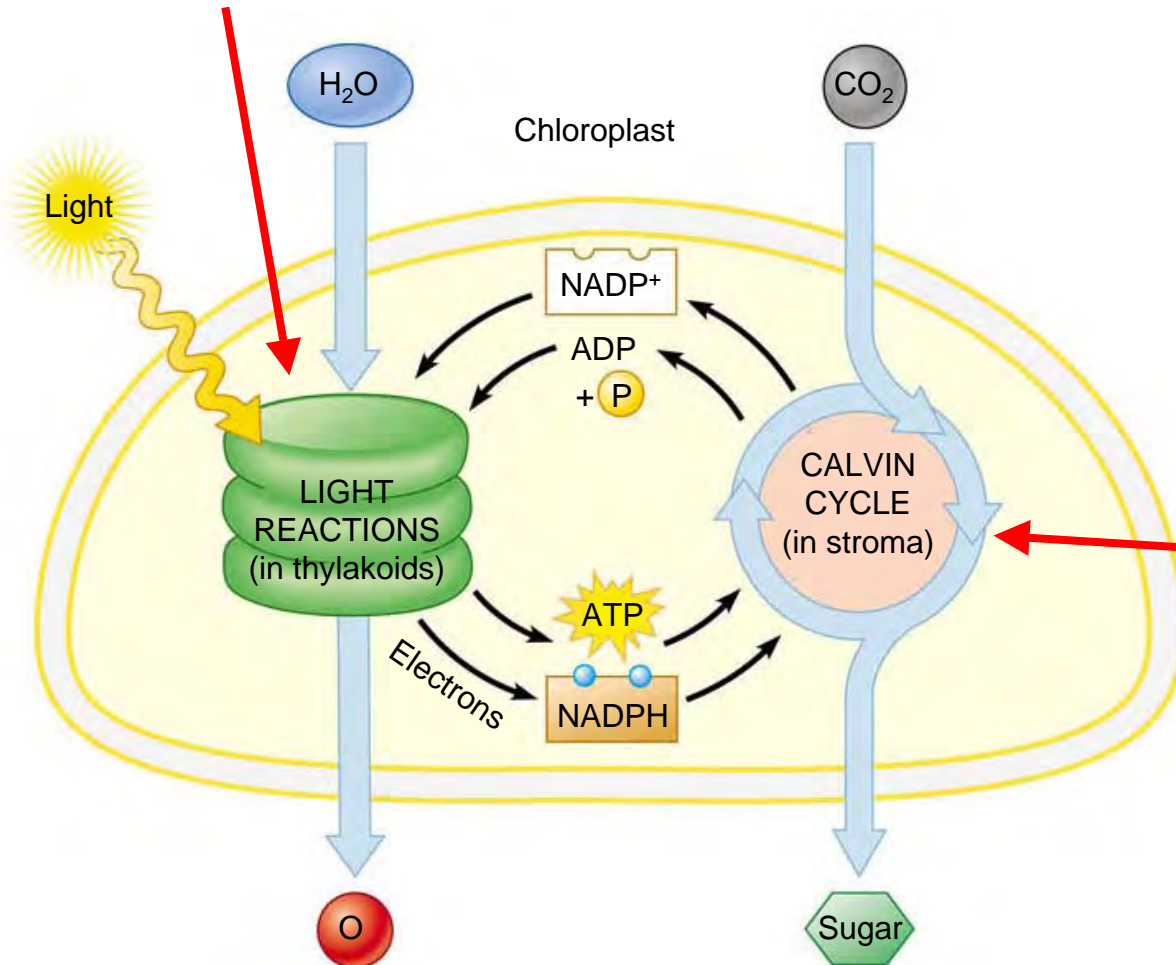 H₂O
CO₂
Chloroplast
Light
NADP⁺
ADP
+ P
LIGHT
REACTIONS
(in thylakoids)
CALVIN
CYCLE
(in stroma)
ATP
Electrons
NADPH
O
Sugar